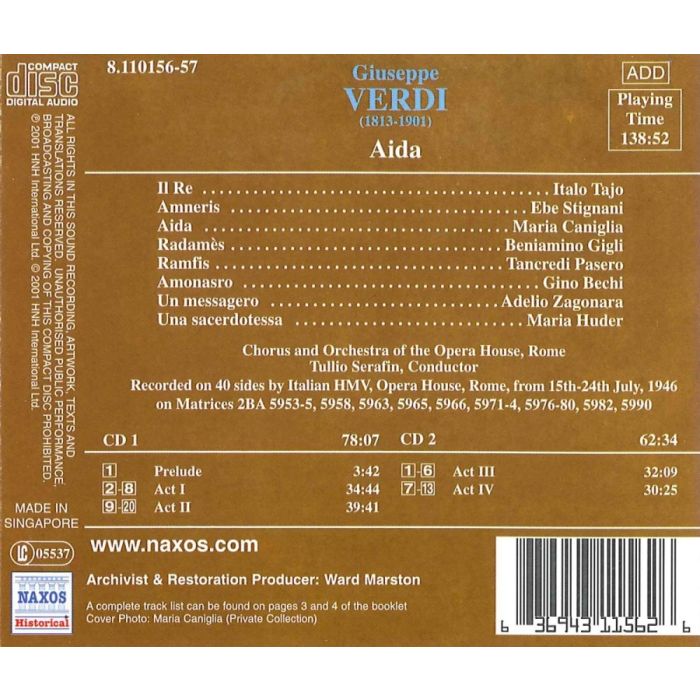 COMPACT
disc
DIGITAL AUDIO
8.110156-57
Giuseppe
VERDI
(1813-1901)
Aida
ADD
Playing
Time
138:52
ALL RIGHTS IN THIS SOUND RECORDING, ARTWORK, TEXTS AND
TRANSLATIONS RESERVED. UNAUTHORISED PUBLIC PERFORMANCE,
BROADCASTING AND COPYING OF THIS COMPACT DISC PROHIBITED.
℗ 2001 HNH International Ltd. © 2001 HNH International Ltd.
Il Re ........ Italo Tajo
Amneris ........ Ebe Stignani
Aida ........ Maria Caniglia
Radamès ........ Beniamino Gigli
Ramfis ........ Tancredi Pasero
Amonasro ........ Gino Bechi
Un messagero ........ Adelio Zagonara
Una sacerdotessa ........ Maria Huder
Chorus and Orchestra of the Opera House, Rome
Tullio Serafin, Conductor
Recorded on 40 sides by Italian HMV, Opera House, Rome, from 15th-24th July, 1946
on Matrices 2BA 5953-5, 5958, 5963, 5965, 5966, 5971-4, 5976-80, 5982, 5990
CD 1 78:07 CD 2 62:34
1 Prelude 3:42 1-6 Act III 32:09
2-8 Act I 34:44 7-13 Act IV 30:25
9-20 Act II 39:41
MADE IN
SINGAPORE
LC 05537
www.naxos.com
Archivist & Restoration Producer: Ward Marston
NAXOS
Historical
A complete track list can be found on pages 3 and 4 of the booklet
Cover Photo: Maria Caniglia (Private Collection)
6 36943 11562 6